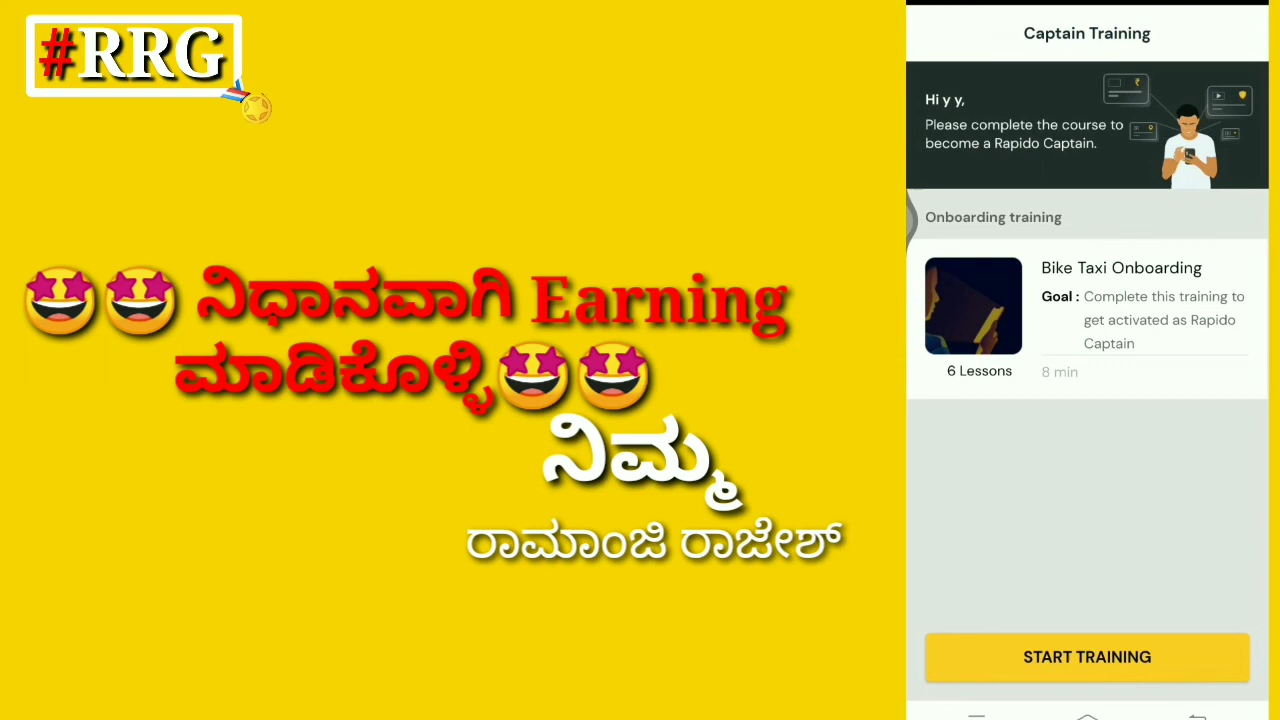 #RRG
🤩🤩 ನಿಧಾನವಾಗಿ Earning
ಮಾಡಿಕೊಳ್ಳಿ🤩🤩
ನಿಮ್ಮ
ರಾಮಾಂಜಿ ರಾಜೇಶ್
Captain Training
Hi y y,
Please complete the course to
become a Rapido Captain.
Onboarding training
Bike Taxi Onboarding
Goal : Complete this training to
get activated as Rapido
Captain
6 Lessons
8 min
START TRAINING